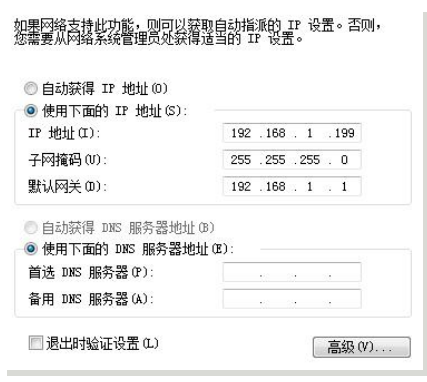 如果网络支持此功能，则可以获取自动指派的 IP 设置。否则，
您需要从网络系统管理员处获得适当的 IP 设置。
自动获得 IP 地址(O)
使用下面的 IP 地址(S):
IP 地址(I): 192 .168 . 1 .199
子网掩码(U): 255 .255 .255 . 0
默认网关(D): 192 .168 . 1 . 1
自动获得 DNS 服务器地址(B)
使用下面的 DNS 服务器地址(E):
首选 DNS 服务器(P): . . .
备用 DNS 服务器(A): . . .
退出时验证设置(L)
高级(V)...